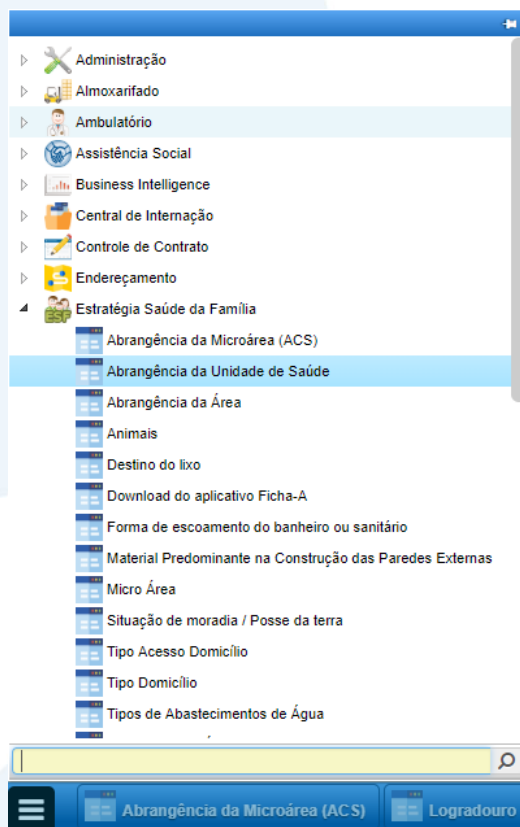 Administração
Almoxarifado
Ambulatório
Assistência Social
Business Intelligence
Central de Internação
Controle de Contrato
Endereçamento
ESF Estratégia Saúde da Família
Abrangência da Microárea (ACS)
Abrangência da Unidade de Saúde
Abrangência da Área
Animais
Destino do lixo
Download do aplicativo Ficha-A
Forma de escoamento do banheiro ou sanitário
Material Predominante na Construção das Paredes Externas
Micro Área
Situação de moradia / Posse da terra
Tipo Acesso Domicílio
Tipo Domicílio
Tipos de Abastecimentos de Água
Abrangência da Microárea (ACS) Logradouro